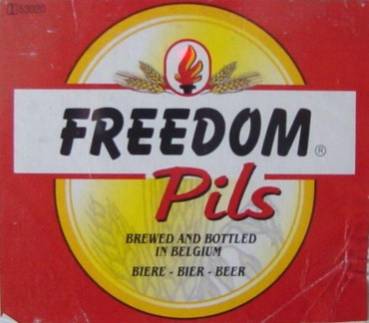 FREEDOM ®
Pils
BREWED AND BOTTLED
IN BELGIUM
BIERE - BIER - BEER